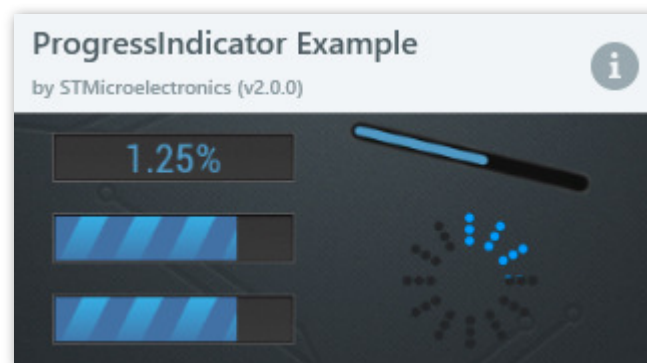 ProgressIndicator Example
by STMicroelectronics (v2.0.0)
i
1.25%